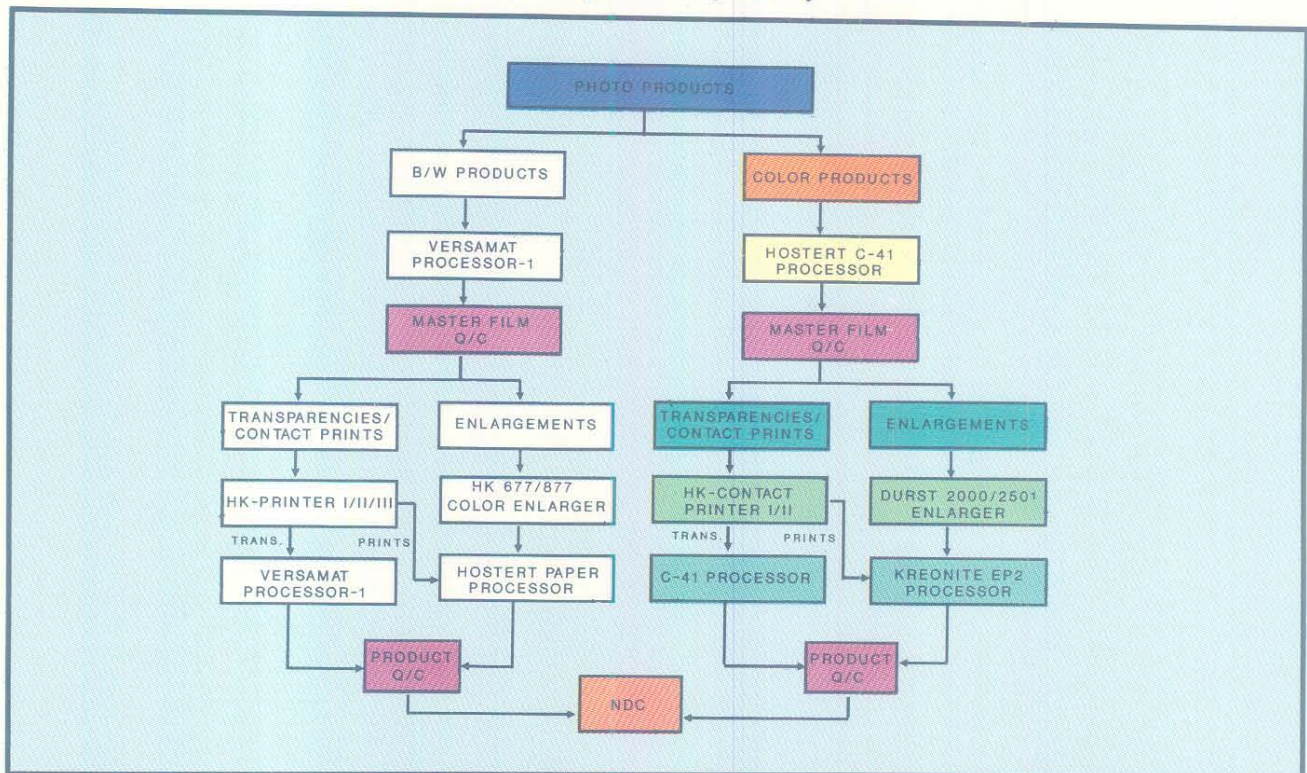 PHOTO PRODUCTS
B/W PRODUCTS
COLOR PRODUCTS
VERSAMAT
PROCESSOR-1
HOSTERT C-41
PROCESSOR
MASTER FILM
Q/C
MASTER FILM
Q/C
TRANSPARENCIES/
CONTACT PRINTS
ENLARGEMENTS
TRANSPARENCIES/
CONTACT PRINTS
ENLARGEMENTS
HK-PRINTER I/II/III
HK 677/877
COLOR ENLARGER
HK-CONTACT
PRINTER I/II
DURST 2000/2501
ENLARGER
TRANS.
PRINTS
TRANS.
PRINTS
VERSAMAT
PROCESSOR-1
HOSTERT PAPER
PROCESSOR
C-41 PROCESSOR
KREONITE EP2
PROCESSOR
PRODUCT
Q/C
PRODUCT
Q/C
NDC